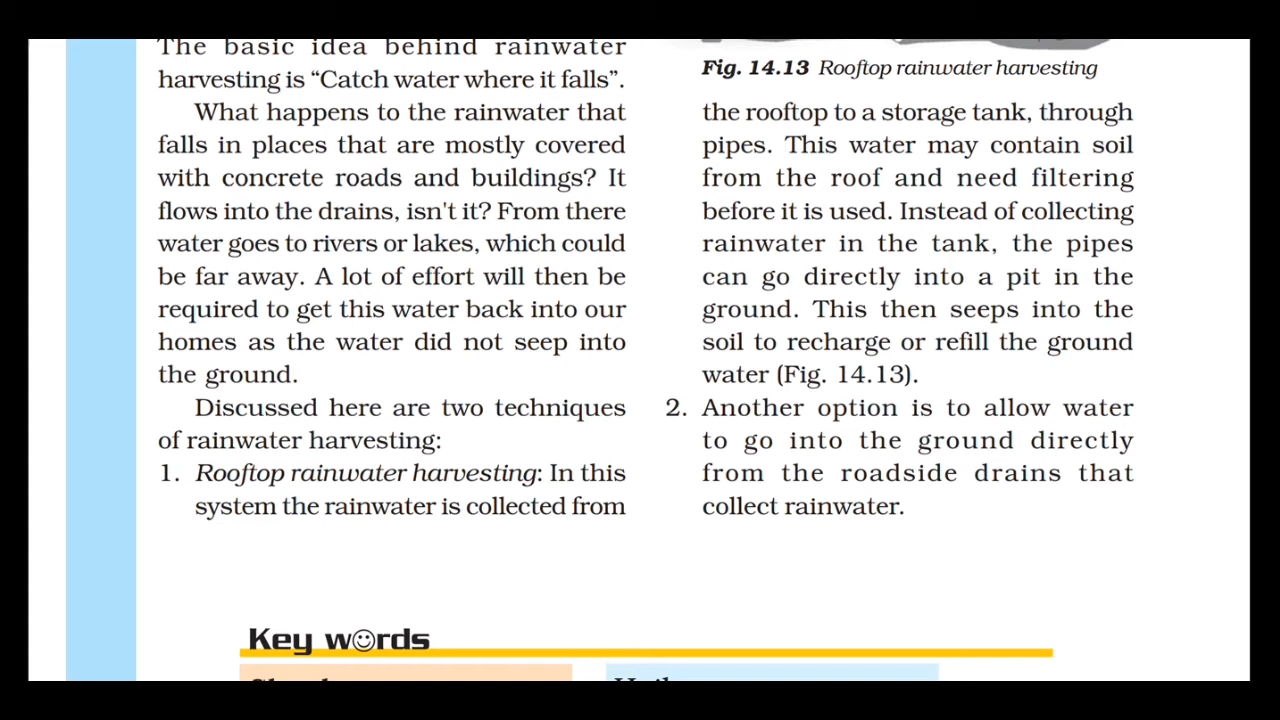 The basic idea behind rainwater
harvesting is “Catch water where it falls”.
What happens to the rainwater that
falls in places that are mostly covered
with concrete roads and buildings? It
flows into the drains, isn't it? From there
water goes to rivers or lakes, which could
be far away. A lot of effort will then be
required to get this water back into our
homes as the water did not seep into
the ground.
Discussed here are two techniques
of rainwater harvesting:
1. Rooftop rainwater harvesting: In this
system the rainwater is collected from
Fig. 14.13 Rooftop rainwater harvesting
the rooftop to a storage tank, through
pipes. This water may contain soil
from the roof and need filtering
before it is used. Instead of collecting
rainwater in the tank, the pipes
can go directly into a pit in the
ground. This then seeps into the
soil to recharge or refill the ground
water (Fig. 14.13).
2. Another option is to allow water
to go into the ground directly
from the roadside drains that
collect rainwater.
Key words